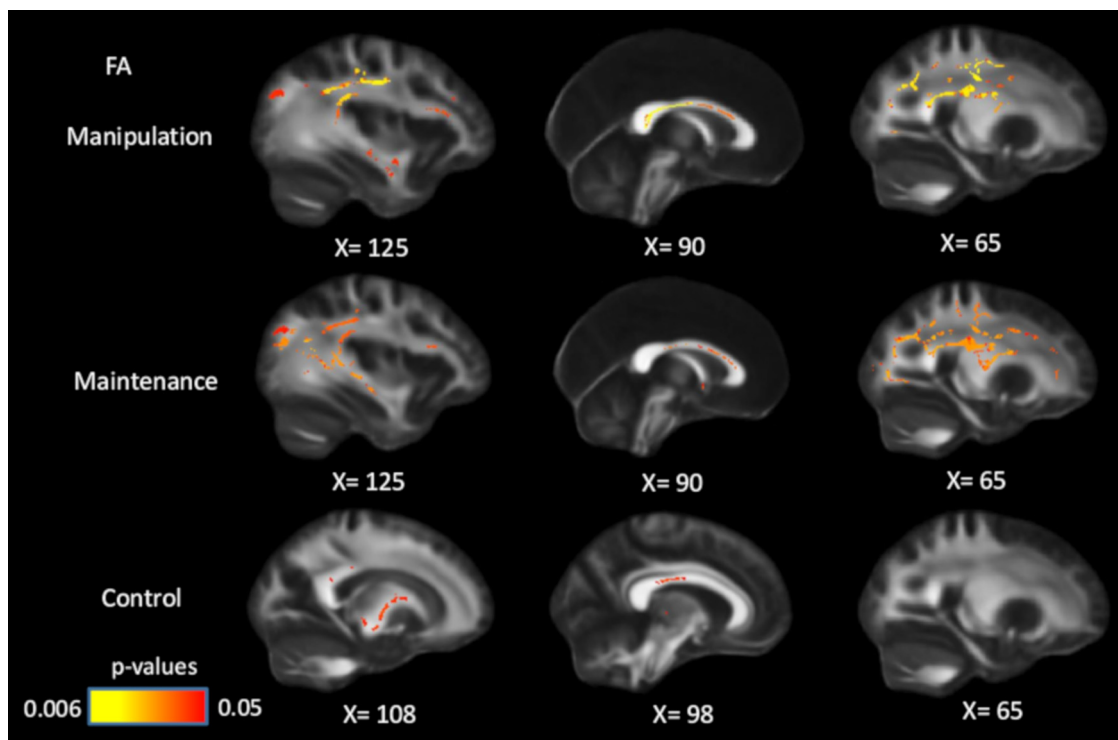 FA
Manipulation
X= 125
X= 90
X= 65
Maintenance
X= 125
X= 90
X= 65
Control
p-values
0.006
0.05
X= 108
X= 98
X= 65